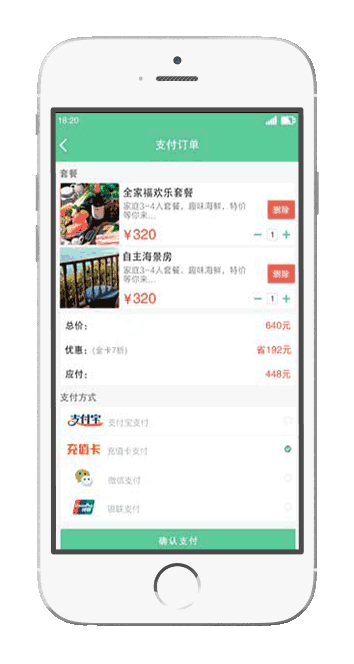 18:20
支付订单
套餐
全家福欢乐套餐
家庭3-4人套餐，趣味海鲜，特价
等你来...
删除
¥320
1
自主海景房
家庭3-4人套餐，趣味海鲜，特价
等你来...
删除
¥320
1
总价： 640元
优惠：(金卡7折) 省192元
应付： 448元
支付方式
支付宝 支付宝支付
充值卡 充值卡支付
微信支付
银联支付
确认支付